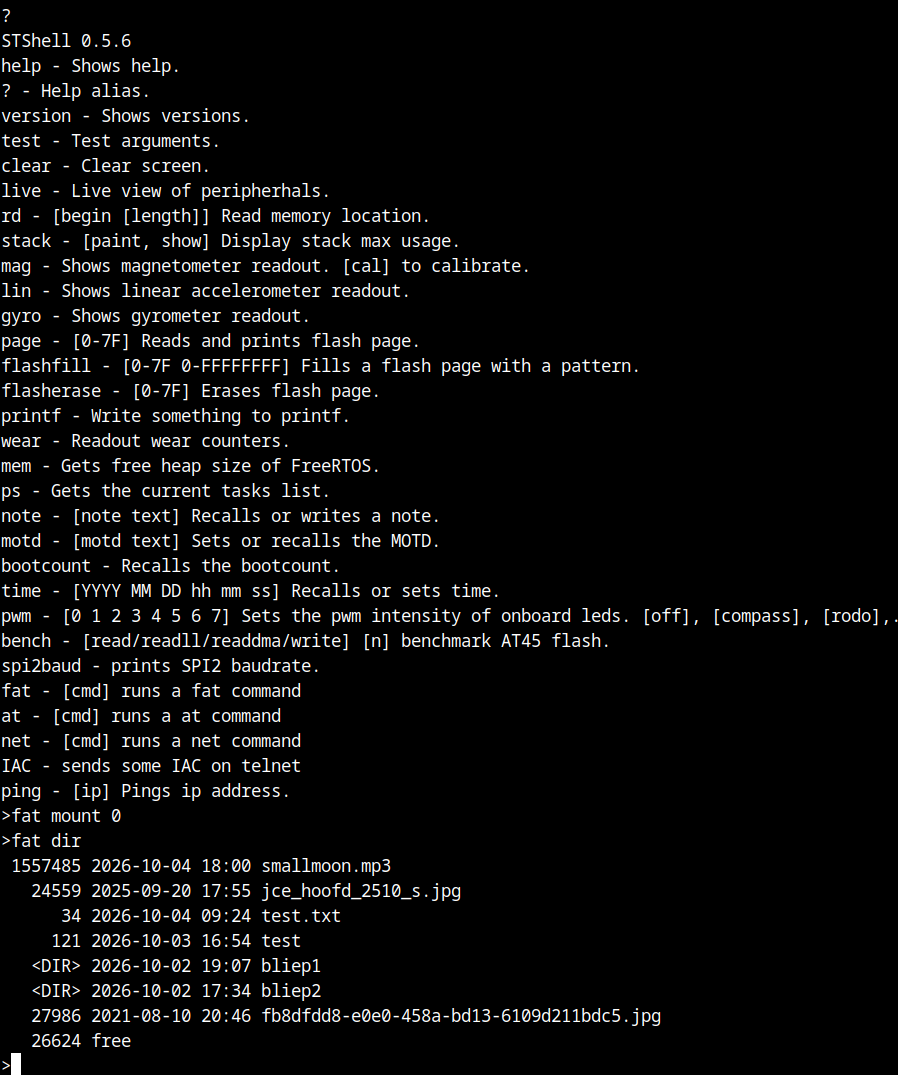 ?
STShell 0.5.6
help - Shows help.
? - Help alias.
version - Shows versions.
test - Test arguments.
clear - Clear screen.
live - Live view of peripherhals.
rd - [begin [length]] Read memory location.
stack - [paint, show] Display stack max usage.
mag - Shows magnetometer readout. [cal] to calibrate.
lin - Shows linear accelerometer readout.
gyro - Shows gyrometer readout.
page - [0-7F] Reads and prints flash page.
flashfill - [0-7F 0-FFFFFFFF] Fills a flash page with a pattern.
flasherase - [0-7F] Erases flash page.
printf - Write something to printf.
wear - Readout wear counters.
mem - Gets free heap size of FreeRTOS.
ps - Gets the current tasks list.
note - [note text] Recalls or writes a note.
motd - [motd text] Sets or recalls the MOTD.
bootcount - Recalls the bootcount.
time - [YYYY MM DD hh mm ss] Recalls or sets time.
pwm - [0 1 2 3 4 5 6 7] Sets the pwm intensity of onboard leds. [off], [compass], [rodo],.
bench - [read/readll/readdma/write] [n] benchmark AT45 flash.
spi2baud - prints SPI2 baudrate.
fat - [cmd] runs a fat command
at - [cmd] runs a at command
net - [cmd] runs a net command
IAC - sends some IAC on telnet
ping - [ip] Pings ip address.
>fat mount 0
>fat dir
 1557485 2026-10-04 18:00 smallmoon.mp3
   24559 2025-09-20 17:55 jce_hoofd_2510_s.jpg
      34 2026-10-04 09:24 test.txt
     121 2026-10-03 16:54 test
   <DIR> 2026-10-02 19:07 bliep1
   <DIR> 2026-10-02 17:34 bliep2
   27986 2021-08-10 20:46 fb8dfdd8-e0e0-458a-bd13-6109d211bdc5.jpg
   26624 free
>